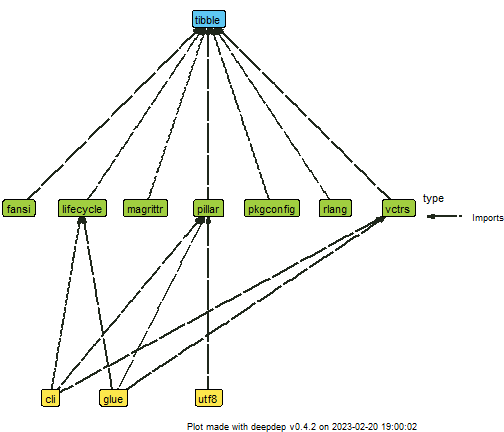 tibble
fansi
lifecycle
magrittr
pillar
pkgconfig
rlang
vctrs
type
Imports
cli
glue
utf8
Plot made with deepdep v0.4.2 on 2023-02-20 19:00:02